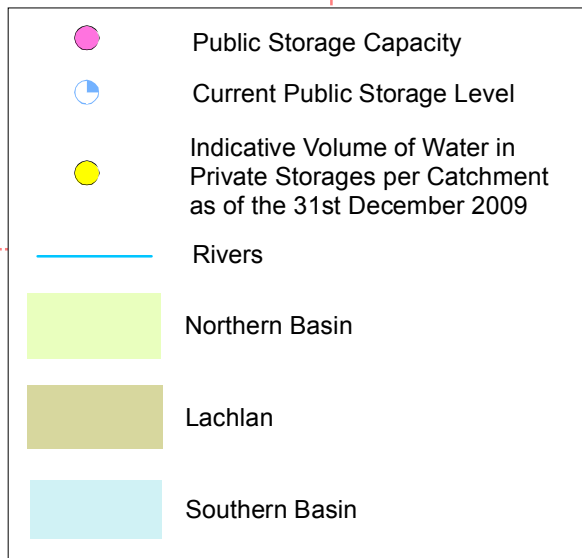 Public Storage Capacity
Current Public Storage Level
Indicative Volume of Water in
Private Storages per Catchment
as of the 31st December 2009
Rivers
Northern Basin
Lachlan
Southern Basin